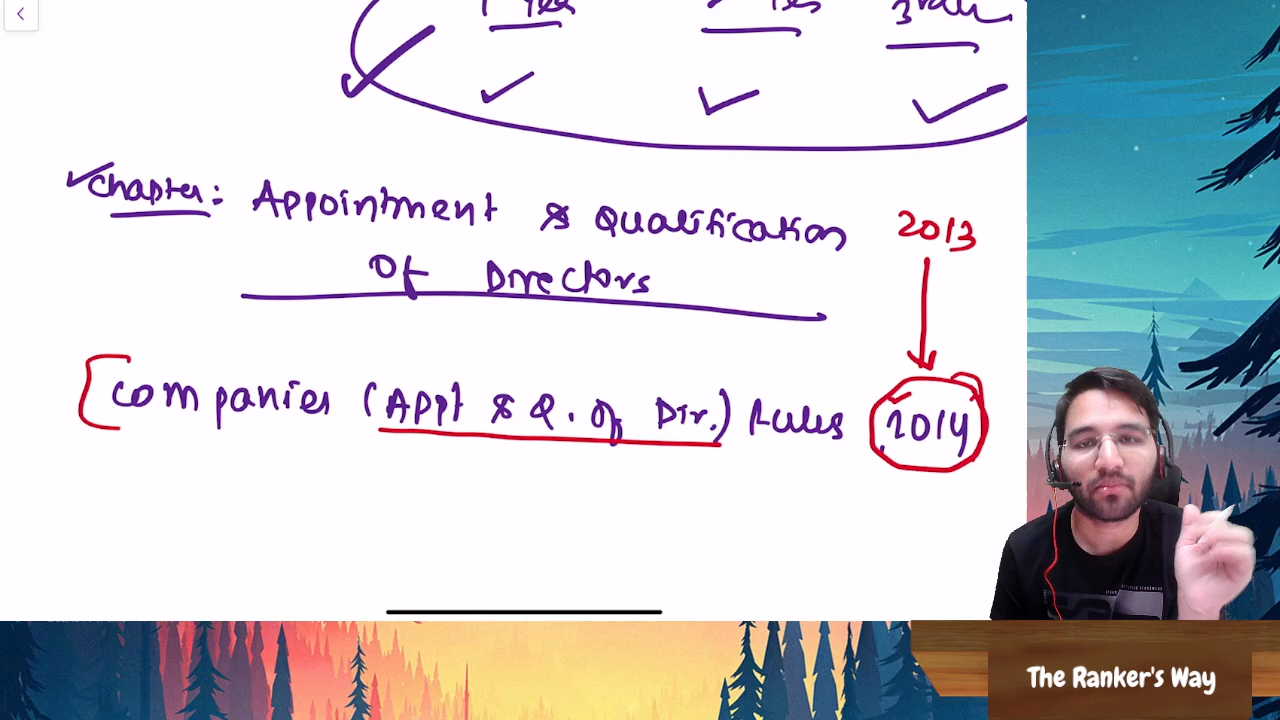 Chapter: Appointment & Qualification 2013
Of Directors
Companies (Appt & Q. Of Dir.) Rules 2014
The Ranker's Way